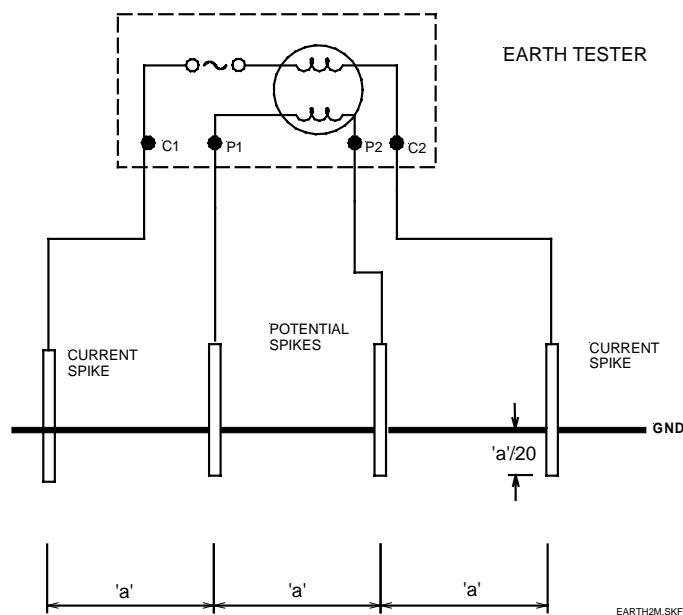 EARTH TESTER
C1
P1
P2
C2
CURRENT
SPIKE
POTENTIAL
SPIKES
CURRENT
SPIKE
GND
'a'/20
'a'
'a'
'a'
EARTH2M.SKF